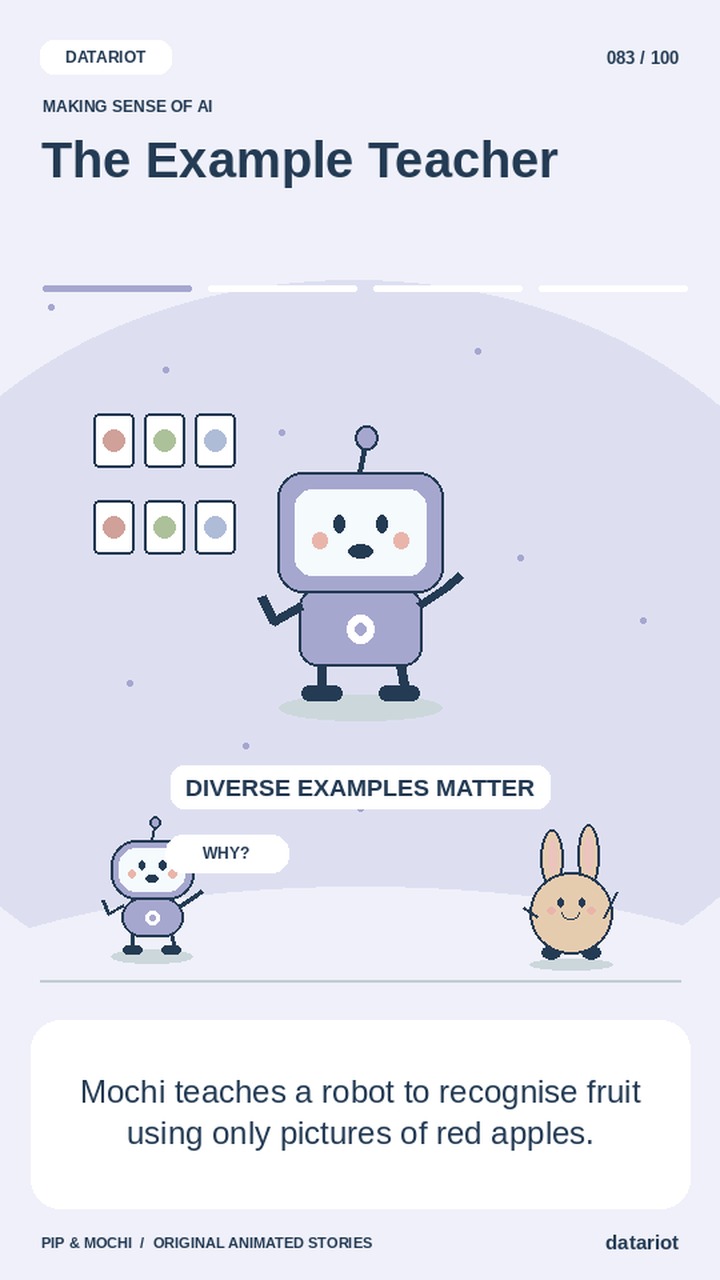 DATARIOT
083 / 100
MAKING SENSE OF AI
The Example Teacher
DIVERSE EXAMPLES MATTER
WHY?
Mochi teaches a robot to recognise fruit
using only pictures of red apples.
PIP & MOCHI / ORIGINAL ANIMATED STORIES
datariot